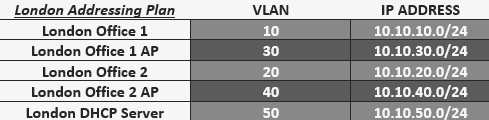 London Addressing Plan VLAN IP ADDRESS
London Office 1 10 10.10.10.0/24
London Office 1 AP 30 10.10.30.0/24
London Office 2 20 10.10.20.0/24
London Office 2 AP 40 10.10.40.0/24
London DHCP Server 50 10.10.50.0/24